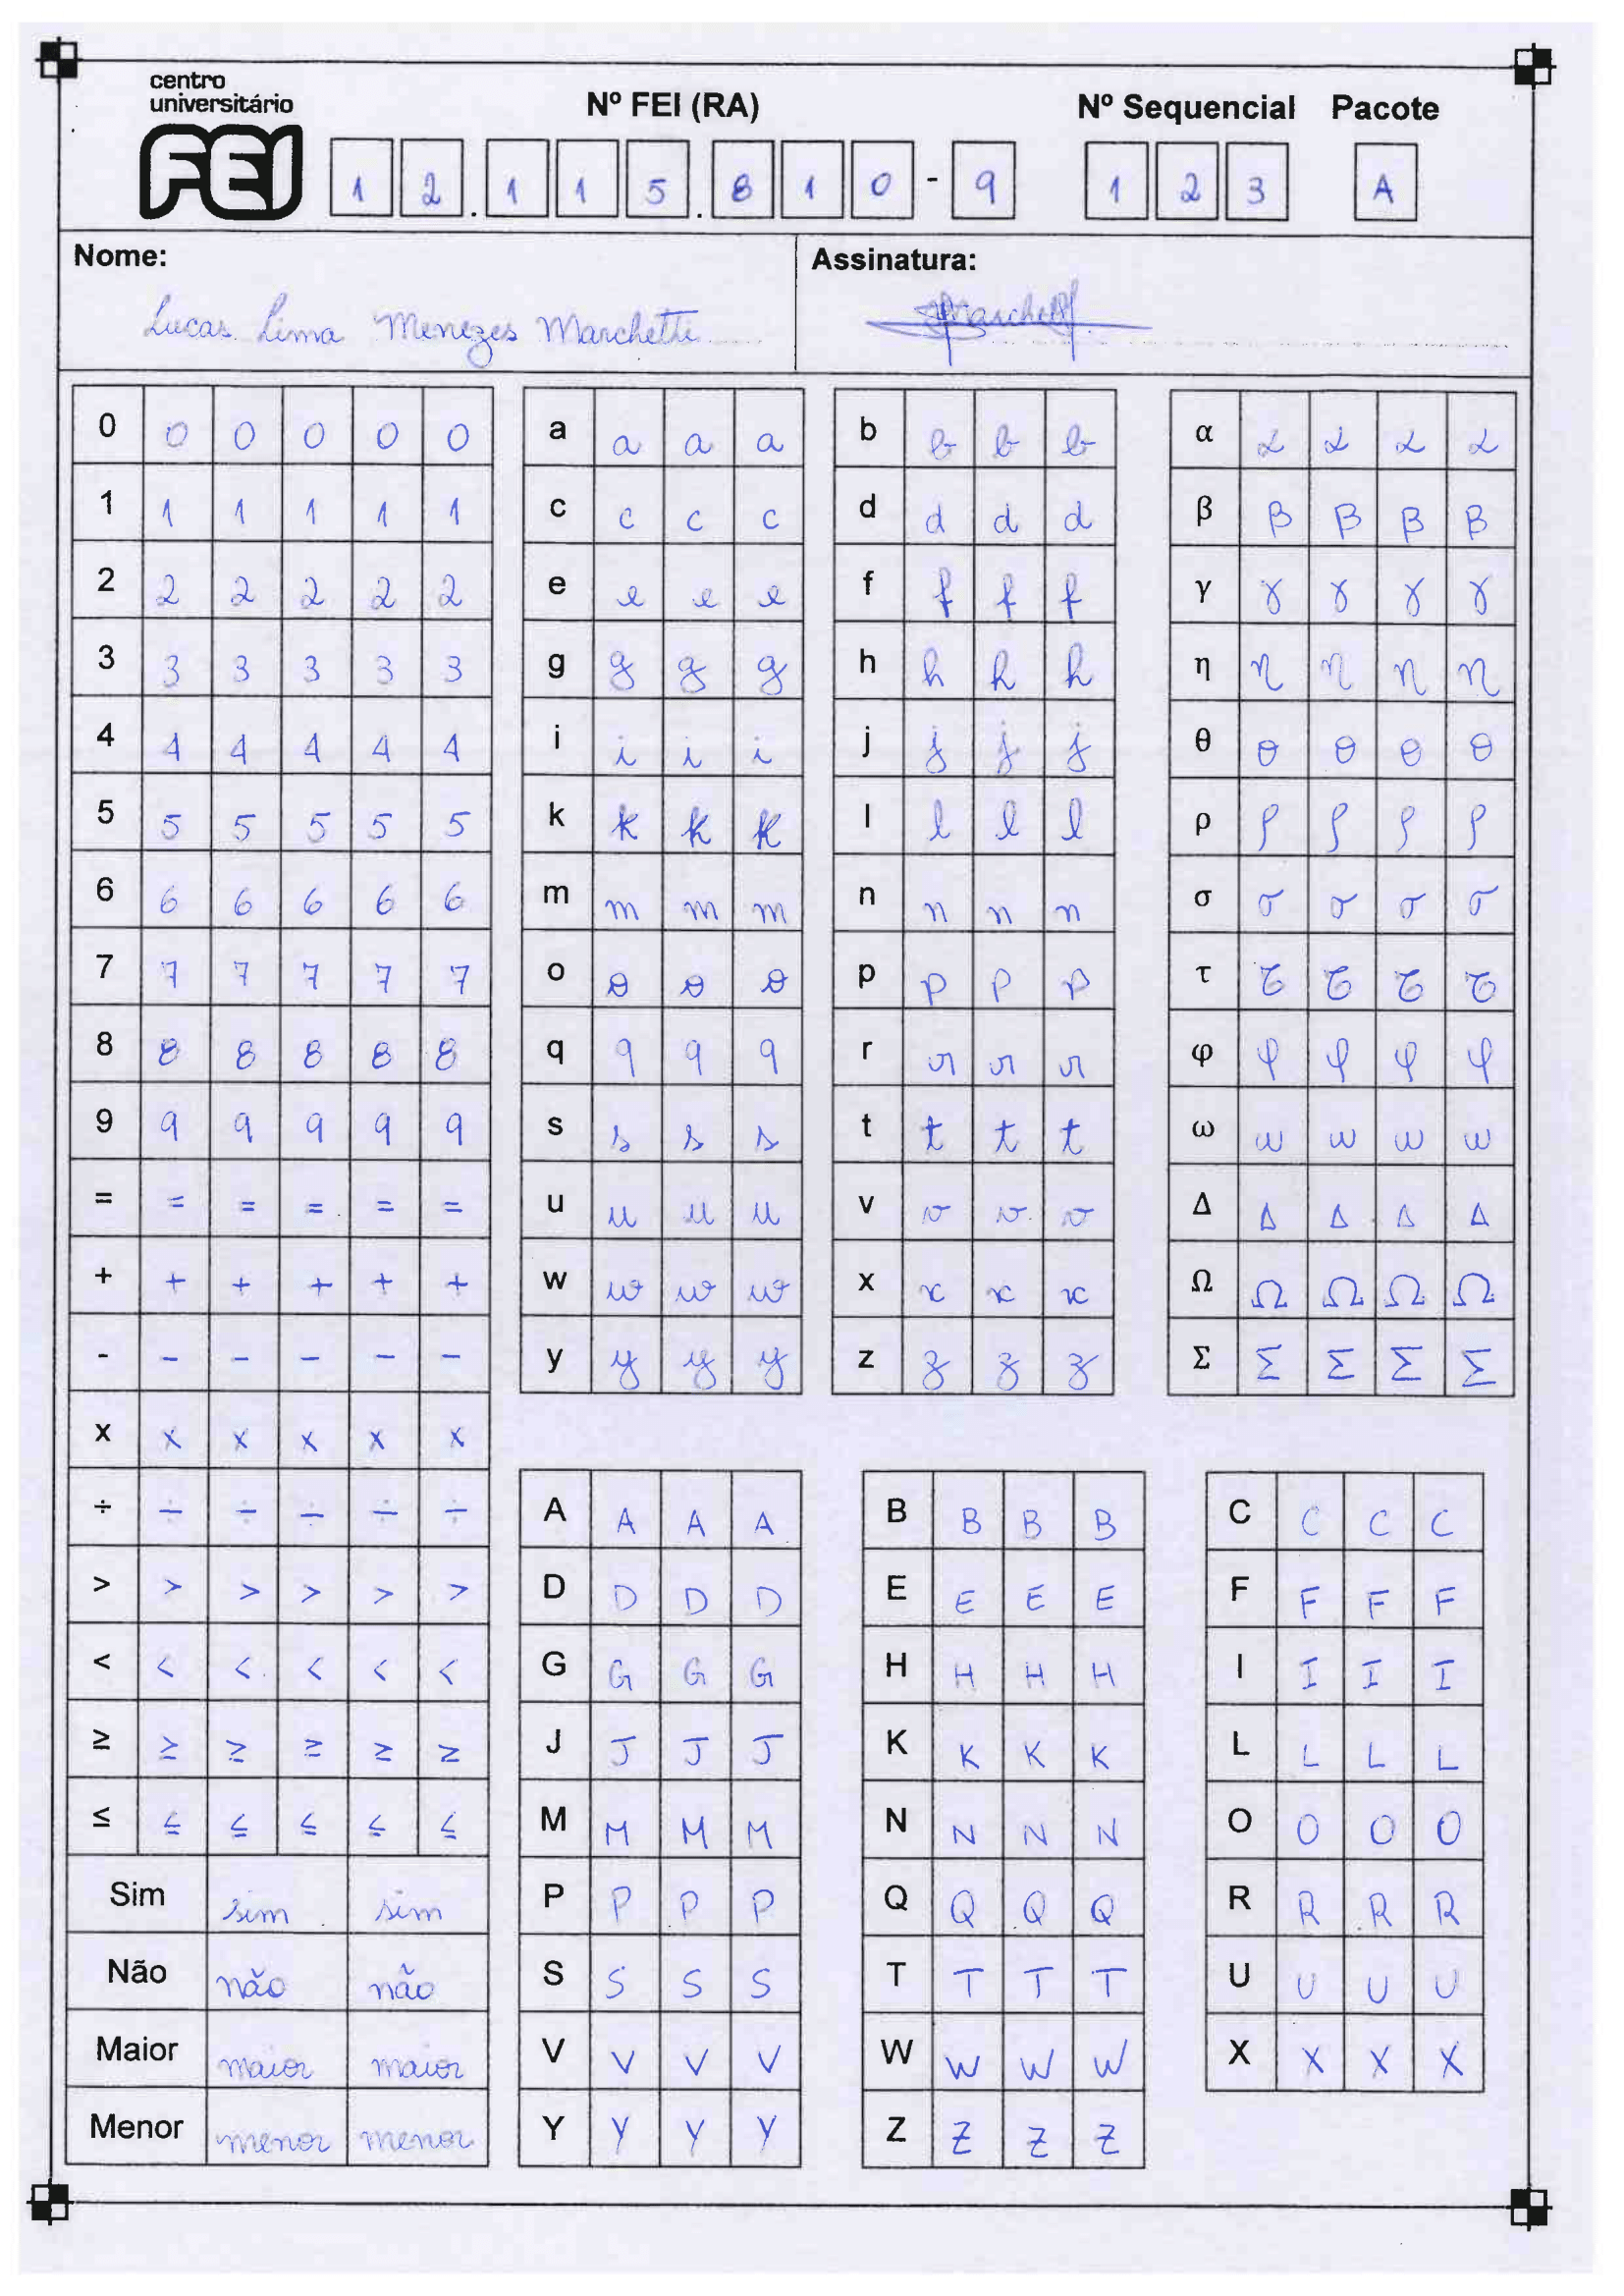 centro
universitário
FEI
Nº FEI (RA) Nº Sequencial Pacote
1 2 . 1 1 5 . 8 1 0 - 9 1 2 3 A
Nome: Assinatura:
Lucas Lima Menezes Marchetti Marchetti
0 0 0 0 0 0 a a a a b b b b α α α α α
1 1 1 1 1 1 c c c c d d d d β β β β β
2 2 2 2 2 2 e e e e f f f f γ γ γ γ γ
3 3 3 3 3 3 g g g g h h h h η η η η η
4 4 4 4 4 4 i i i i j j j j θ θ θ θ θ
5 5 5 5 5 5 k k k k l l l l ρ ρ ρ ρ ρ
6 6 6 6 6 6 m m m m n n n n σ σ σ σ σ
7 7 7 7 7 7 o o o o p p p p τ τ τ τ τ
8 8 8 8 8 8 q q q q r r r r φ φ φ φ φ
9 9 9 9 9 9 s s s s t t t t ω ω ω ω ω
= = = = = = u u u u v v v v Δ Δ Δ Δ Δ
+ + + + + + w w w w x x x x Ω Ω Ω Ω Ω
- - - - - - y y y y z z z z Σ Σ Σ Σ Σ
x x x x x x
÷ ÷ ÷ ÷ ÷ ÷ A A A A B B B B C C C C
> > > > > > D D D D E E E E F F F F
< < < < < < G G G G H H H H I I I I
≥ ≥ ≥ ≥ ≥ ≥ J J J J K K K K L L L L
≤ ≤ ≤ ≤ ≤ ≤ M M M M N N N N O O O O
Sim sim sim P P P P Q Q Q Q R R R R
Não não não S S S S T T T T U U U U
Maior maior maior V V V V W W W W X X X X
Menor menor menor Y Y Y Y Z Z Z Z